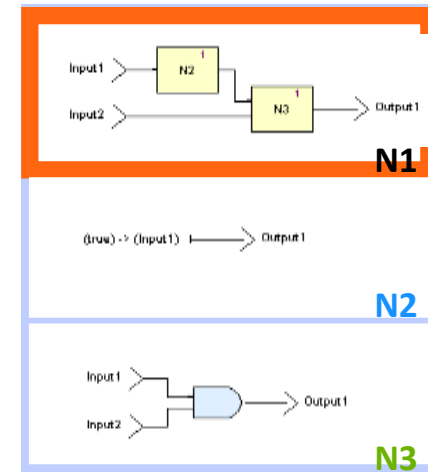 1
Input1
N2
1
N3
Output1
Input2
N1
(true) -> (Input1)
Output1
N2
Input1
Output1
Input2
N3